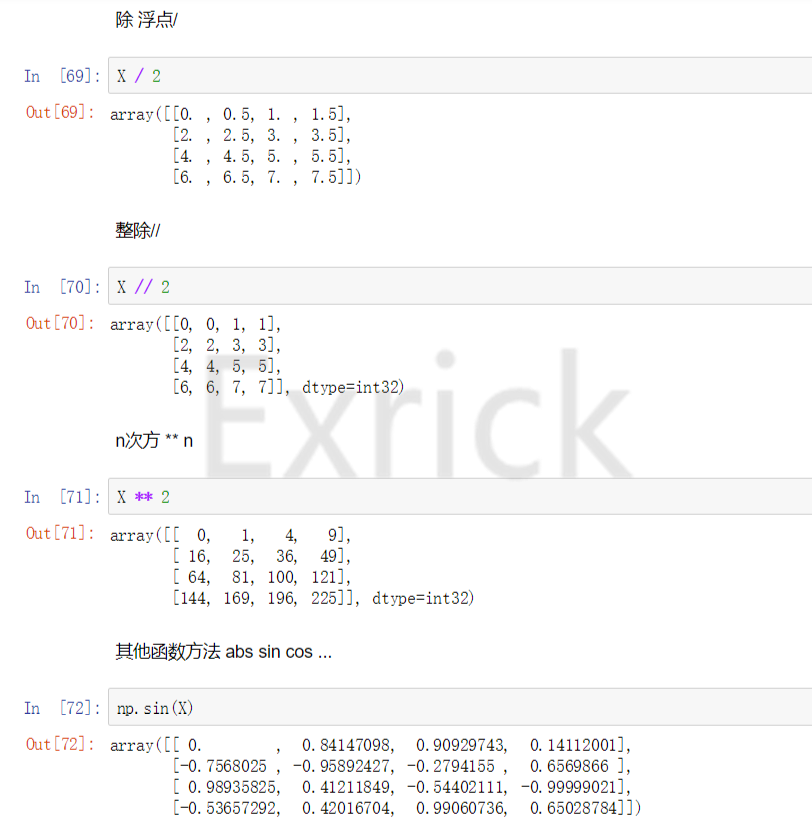 除 浮点/
In [69]: X / 2
Out[69]: array([[0. , 0.5, 1. , 1.5],
[2. , 2.5, 3. , 3.5],
[4. , 4.5, 5. , 5.5],
[6. , 6.5, 7. , 7.5]])
整除//
In [70]: X // 2
Out[70]: array([[0, 0, 1, 1],
[2, 2, 3, 3],
[4, 4, 5, 5],
[6, 6, 7, 7]], dtype=int32)
Exrick
n次方 ** n
In [71]: X ** 2
Out[71]: array([[  0,   1,   4,   9],
[ 16,  25,  36,  49],
[ 64,  81, 100, 121],
[144, 169, 196, 225]], dtype=int32)
其他函数方法 abs sin cos ...
In [72]: np.sin(X)
Out[72]: array([[ 0.        ,  0.84147098,  0.90929743,  0.14112001],
[-0.7568025 , -0.95892427, -0.2794155 ,  0.6569866 ],
[ 0.98935825,  0.41211849, -0.54402111, -0.99999021],
[-0.53657292,  0.42016704,  0.99060736,  0.65028784]])